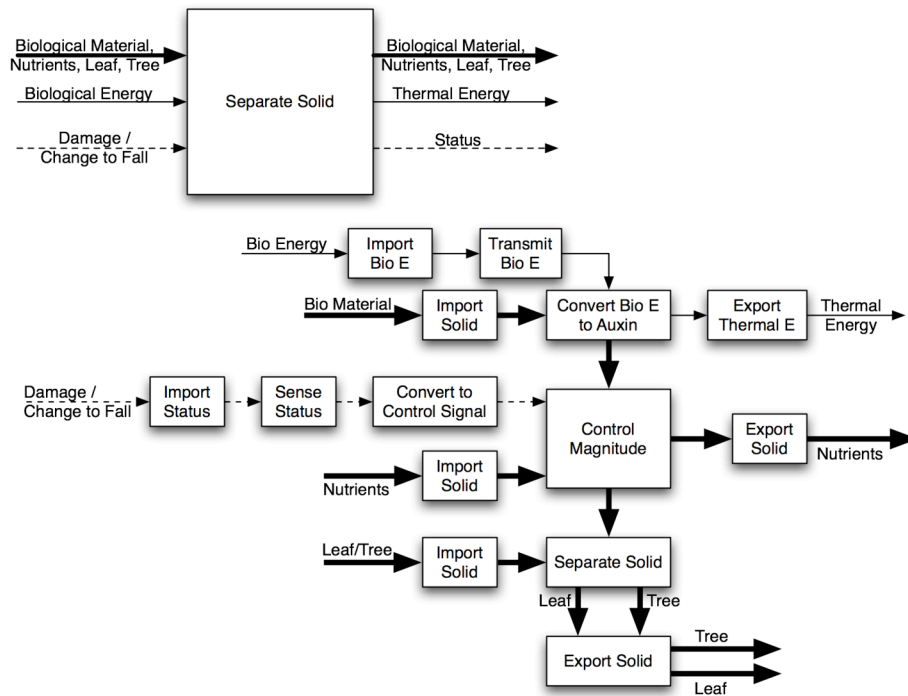 Biological Material,
Nutrients, Leaf, Tree
Biological Energy
Damage /
Change to Fall
Separate Solid
Biological Material,
Nutrients, Leaf, Tree
Thermal Energy
Status
Bio Energy
Import
Bio E
Transmit
Bio E
Bio Material
Import
Solid
Convert Bio E
to Auxin
Export
Thermal E
Thermal
Energy
Damage /
Change to Fall
Import
Status
Sense
Status
Convert to
Control Signal
Control
Magnitude
Export
Solid
Nutrients
Nutrients
Import
Solid
Leaf/Tree
Import
Solid
Separate Solid
Leaf
Tree
Export Solid
Tree
Leaf